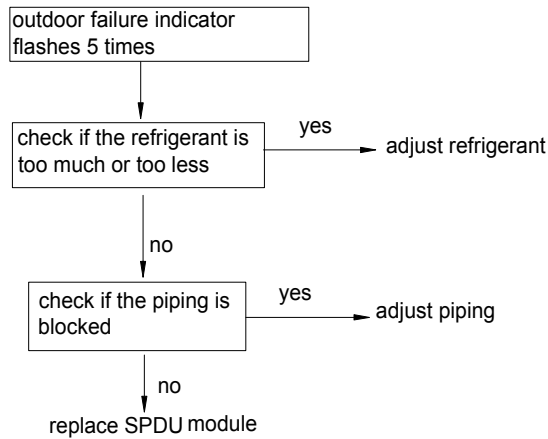 outdoor failure indicator
flashes 5 times
check if the refrigerant is
too much or too less
yes
adjust refrigerant
no
check if the piping is
blocked
yes
adjust piping
no
replace SPDU module